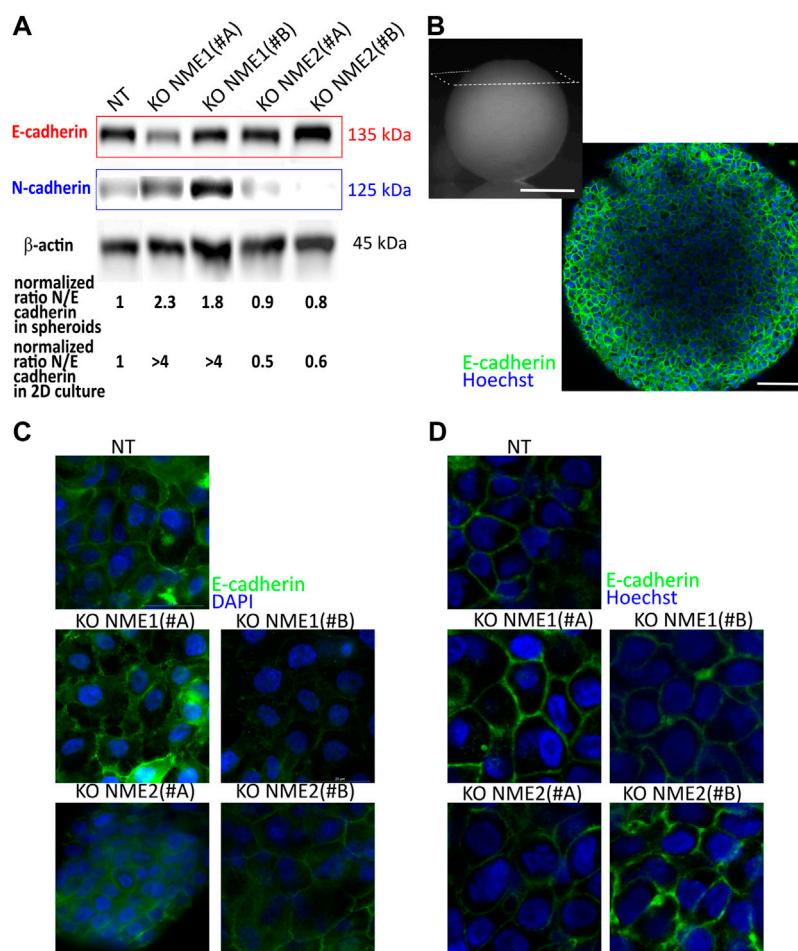 A
NT
KO NME1(#A)
KO NME1(#B)
KO NME2(#A)
KO NME2(#B)
E-cadherin
135 kDa
N-cadherin
125 kDa
β-actin
45 kDa
normalized
ratio N/E
cadherin
in spheroids
1 2.3 1.8 0.9 0.8
normalized
ratio N/E
cadherin
in 2D culture
1 >4 >4 0.5 0.6
B
E-cadherin
Hoechst
C
NT
E-cadherin
DAPI
KO NME1(#A) KO NME1(#B)
KO NME2(#A) KO NME2(#B)
D
NT
E-cadherin
Hoechst
KO NME1(#A) KO NME1(#B)
KO NME2(#A) KO NME2(#B)